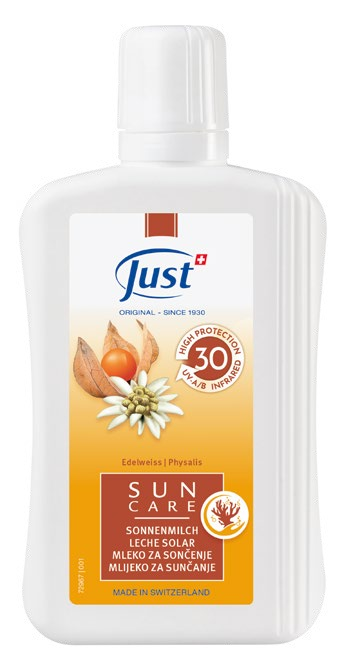 Just
ORIGINAL - SINCE 1930
HIGH PROTECTION
30
UV-A/B INFRARED
Edelweiss | Physalis
SUN
CARE
SONNENMILCH
LECHE SOLAR
MLEKO ZA SONČENJE
MLIJEKO ZA SUNČANJE
MADE IN SWITZERLAND